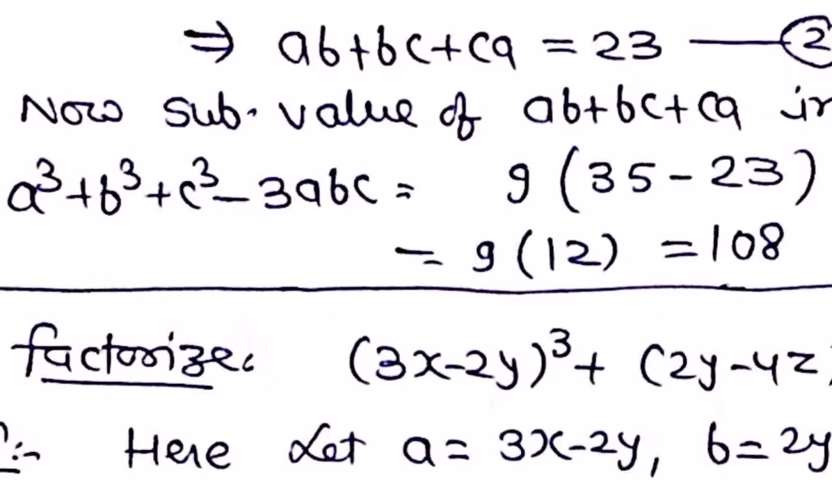 ⇒ ab+bc+ca = 23 — 2
Now sub. value of ab+bc+ca in
a³+b³+c³-3abc = 9(35-23)
= 9(12) = 108
factorize. (3x-2y)³+ (2y-4z
:- Here Let a= 3x-2y, b= 2y